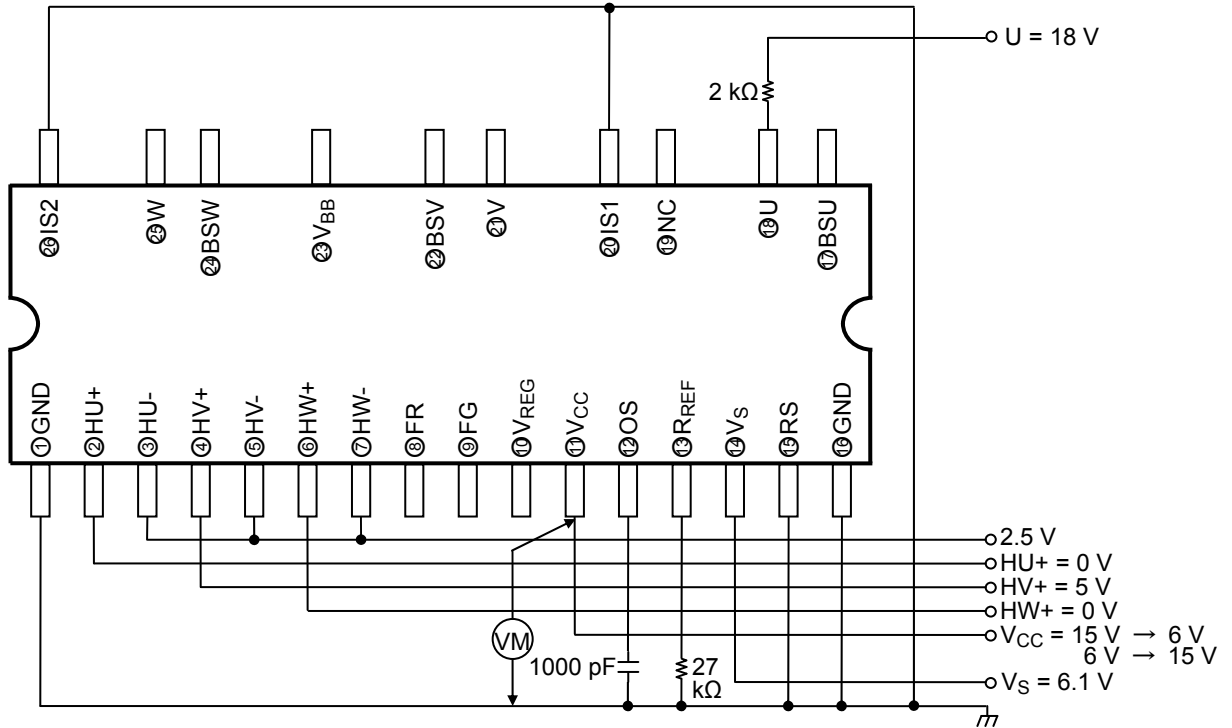 U = 18 V
2 kΩ
㉖IS2
㉕W
㉔BSW
㉓VBB
㉒BSV
㉑V
⑳IS1
⑲NC
⑱U
⑰BSU
①GND
②HU+
③HU-
④HV+
⑤HV-
⑥HW+
⑦HW-
⑧FR
⑨FG
⑩VREG
⑪VCC
⑫OS
⑬RREF
⑭VS
⑮RS
⑯GND
2.5 V
HU+ = 0 V
HV+ = 5 V
HW+ = 0 V
VCC = 15 V → 6 V
6 V → 15 V
VM
1000 pF
27
kΩ
VS = 6.1 V